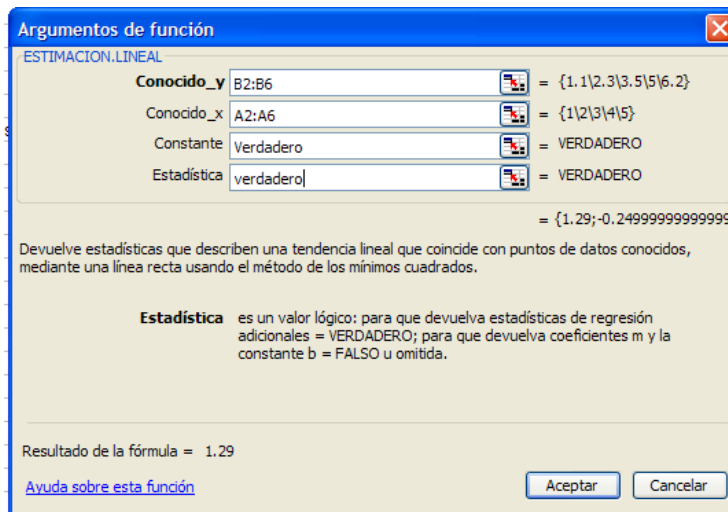 Argumentos de función
ESTIMACION.LINEAL
Conocido_y B2:B6 = {1.1\2.3\3.5\5\6.2}
Conocido_x A2:A6 = {1\2\3\4\5}
Constante Verdadero = VERDADERO
Estadística verdadero = VERDADERO
= {1.29;-0.24999999999999
Devuelve estadísticas que describen una tendencia lineal que coincide con puntos de datos conocidos,
mediante una línea recta usando el método de los mínimos cuadrados.
Estadística es un valor lógico: para que devuelva estadísticas de regresión
adicionales = VERDADERO; para que devuelva coeficientes m y la
constante b = FALSO u omitida.
Resultado de la fórmula = 1.29
Ayuda sobre esta función Aceptar Cancelar